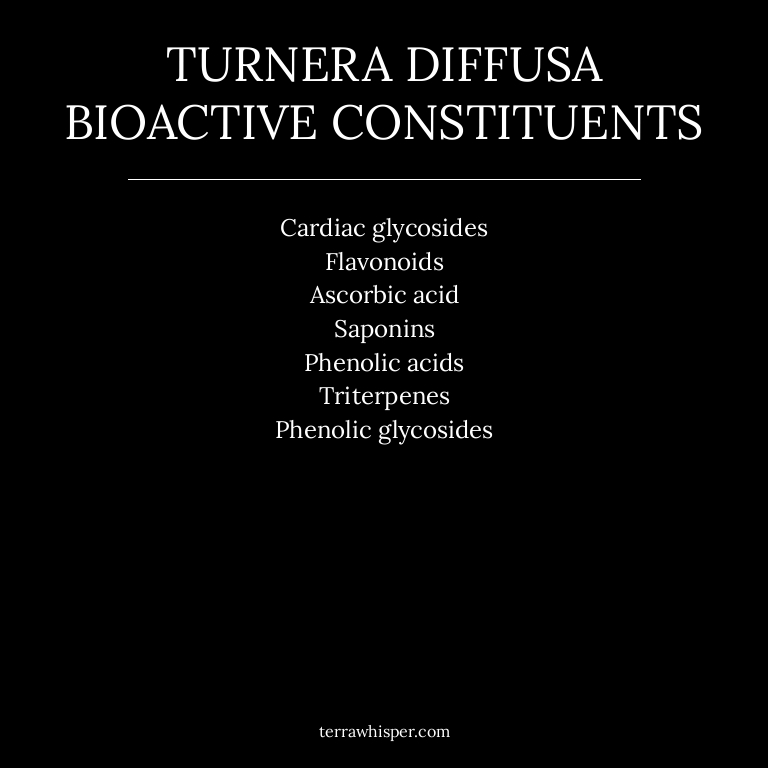 TURNERA DIFFUSA
BIOACTIVE CONSTITUENTS
Cardiac glycosides
Flavonoids
Ascorbic acid
Saponins
Phenolic acids
Triterpenes
Phenolic glycosides
terrawhisper.com